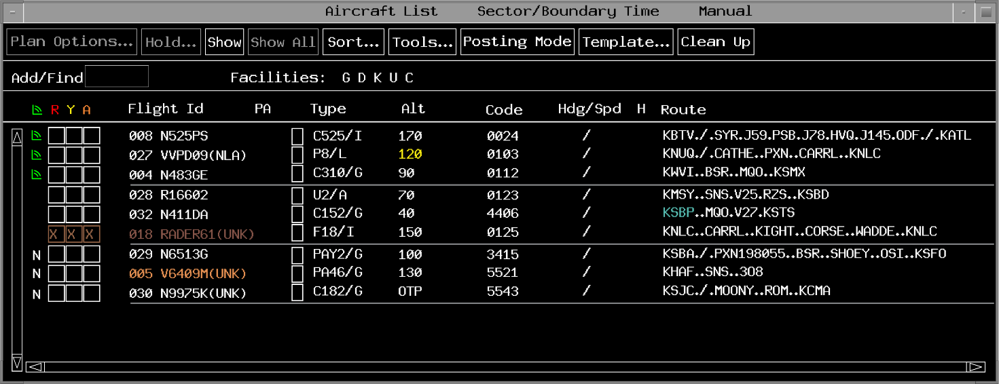 Aircraft List Sector/Boundary Time Manual
Plan Options... Hold... Show Show All Sort... Tools... Posting Mode Template... Clean Up
Add/Find Facilities: G D K U C
R Y A Flight Id PA Type Alt Code Hdg/Spd H Route
008 N525PS C525/I 170 0024 / KBTV./.SYR.J59.PSB.J78.HVQ.J145.ODF./.KATL
027 VVPD09(NLA) P8/L 120 0103 / KNUQ./.CATHE..PXN..CARRL..KNLC
004 N483GE C310/G 90 0112 / KWVI..BSR..MQO..KSMX
028 R16602 U2/A 70 0123 / KMSY..SNS.V25.RZS..KSBD
032 N411DA C152/G 40 4406 / KSBP..MQO.V27.KSTS
X X X 018 RADER61(UNK) F18/I 150 0125 / KNLC..CARRL..KIGHT..CORSE..WADDE..KNLC
N 029 N6513G PAY2/G 100 3415 / KSBA./.PXN198055..BSR..SHOEY..OSI..KSFO
N 005 V6409M(UNK) PA46/G 130 5521 / KHAF..SNS..3O8
N 030 N9975K(UNK) C182/G OTP 5543 / KSJC./.MOONY..ROM..KCMA